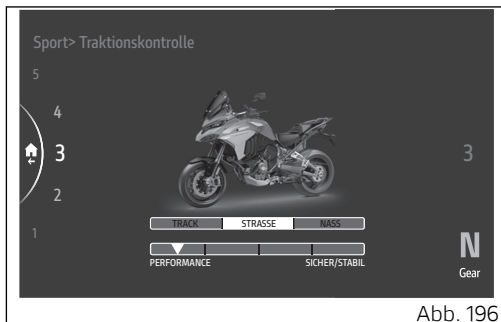 Sport> Traktionskontrolle
5
4
3
2
1
3
TRACK STRASSE NASS
PERFORMANCE SICHER/STABIL
N
Gear
Abb. 196